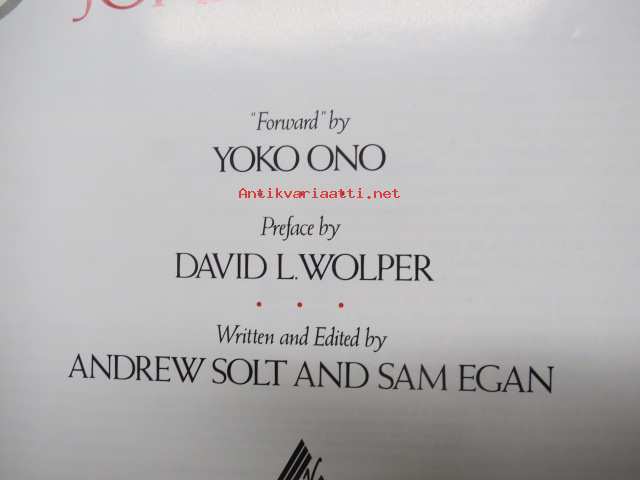 "Forward" by
YOKO ONO
Antikvariaatti.net
Preface by
DAVID L. WOLPER
Written and Edited by
ANDREW SOLT AND SAM EGAN